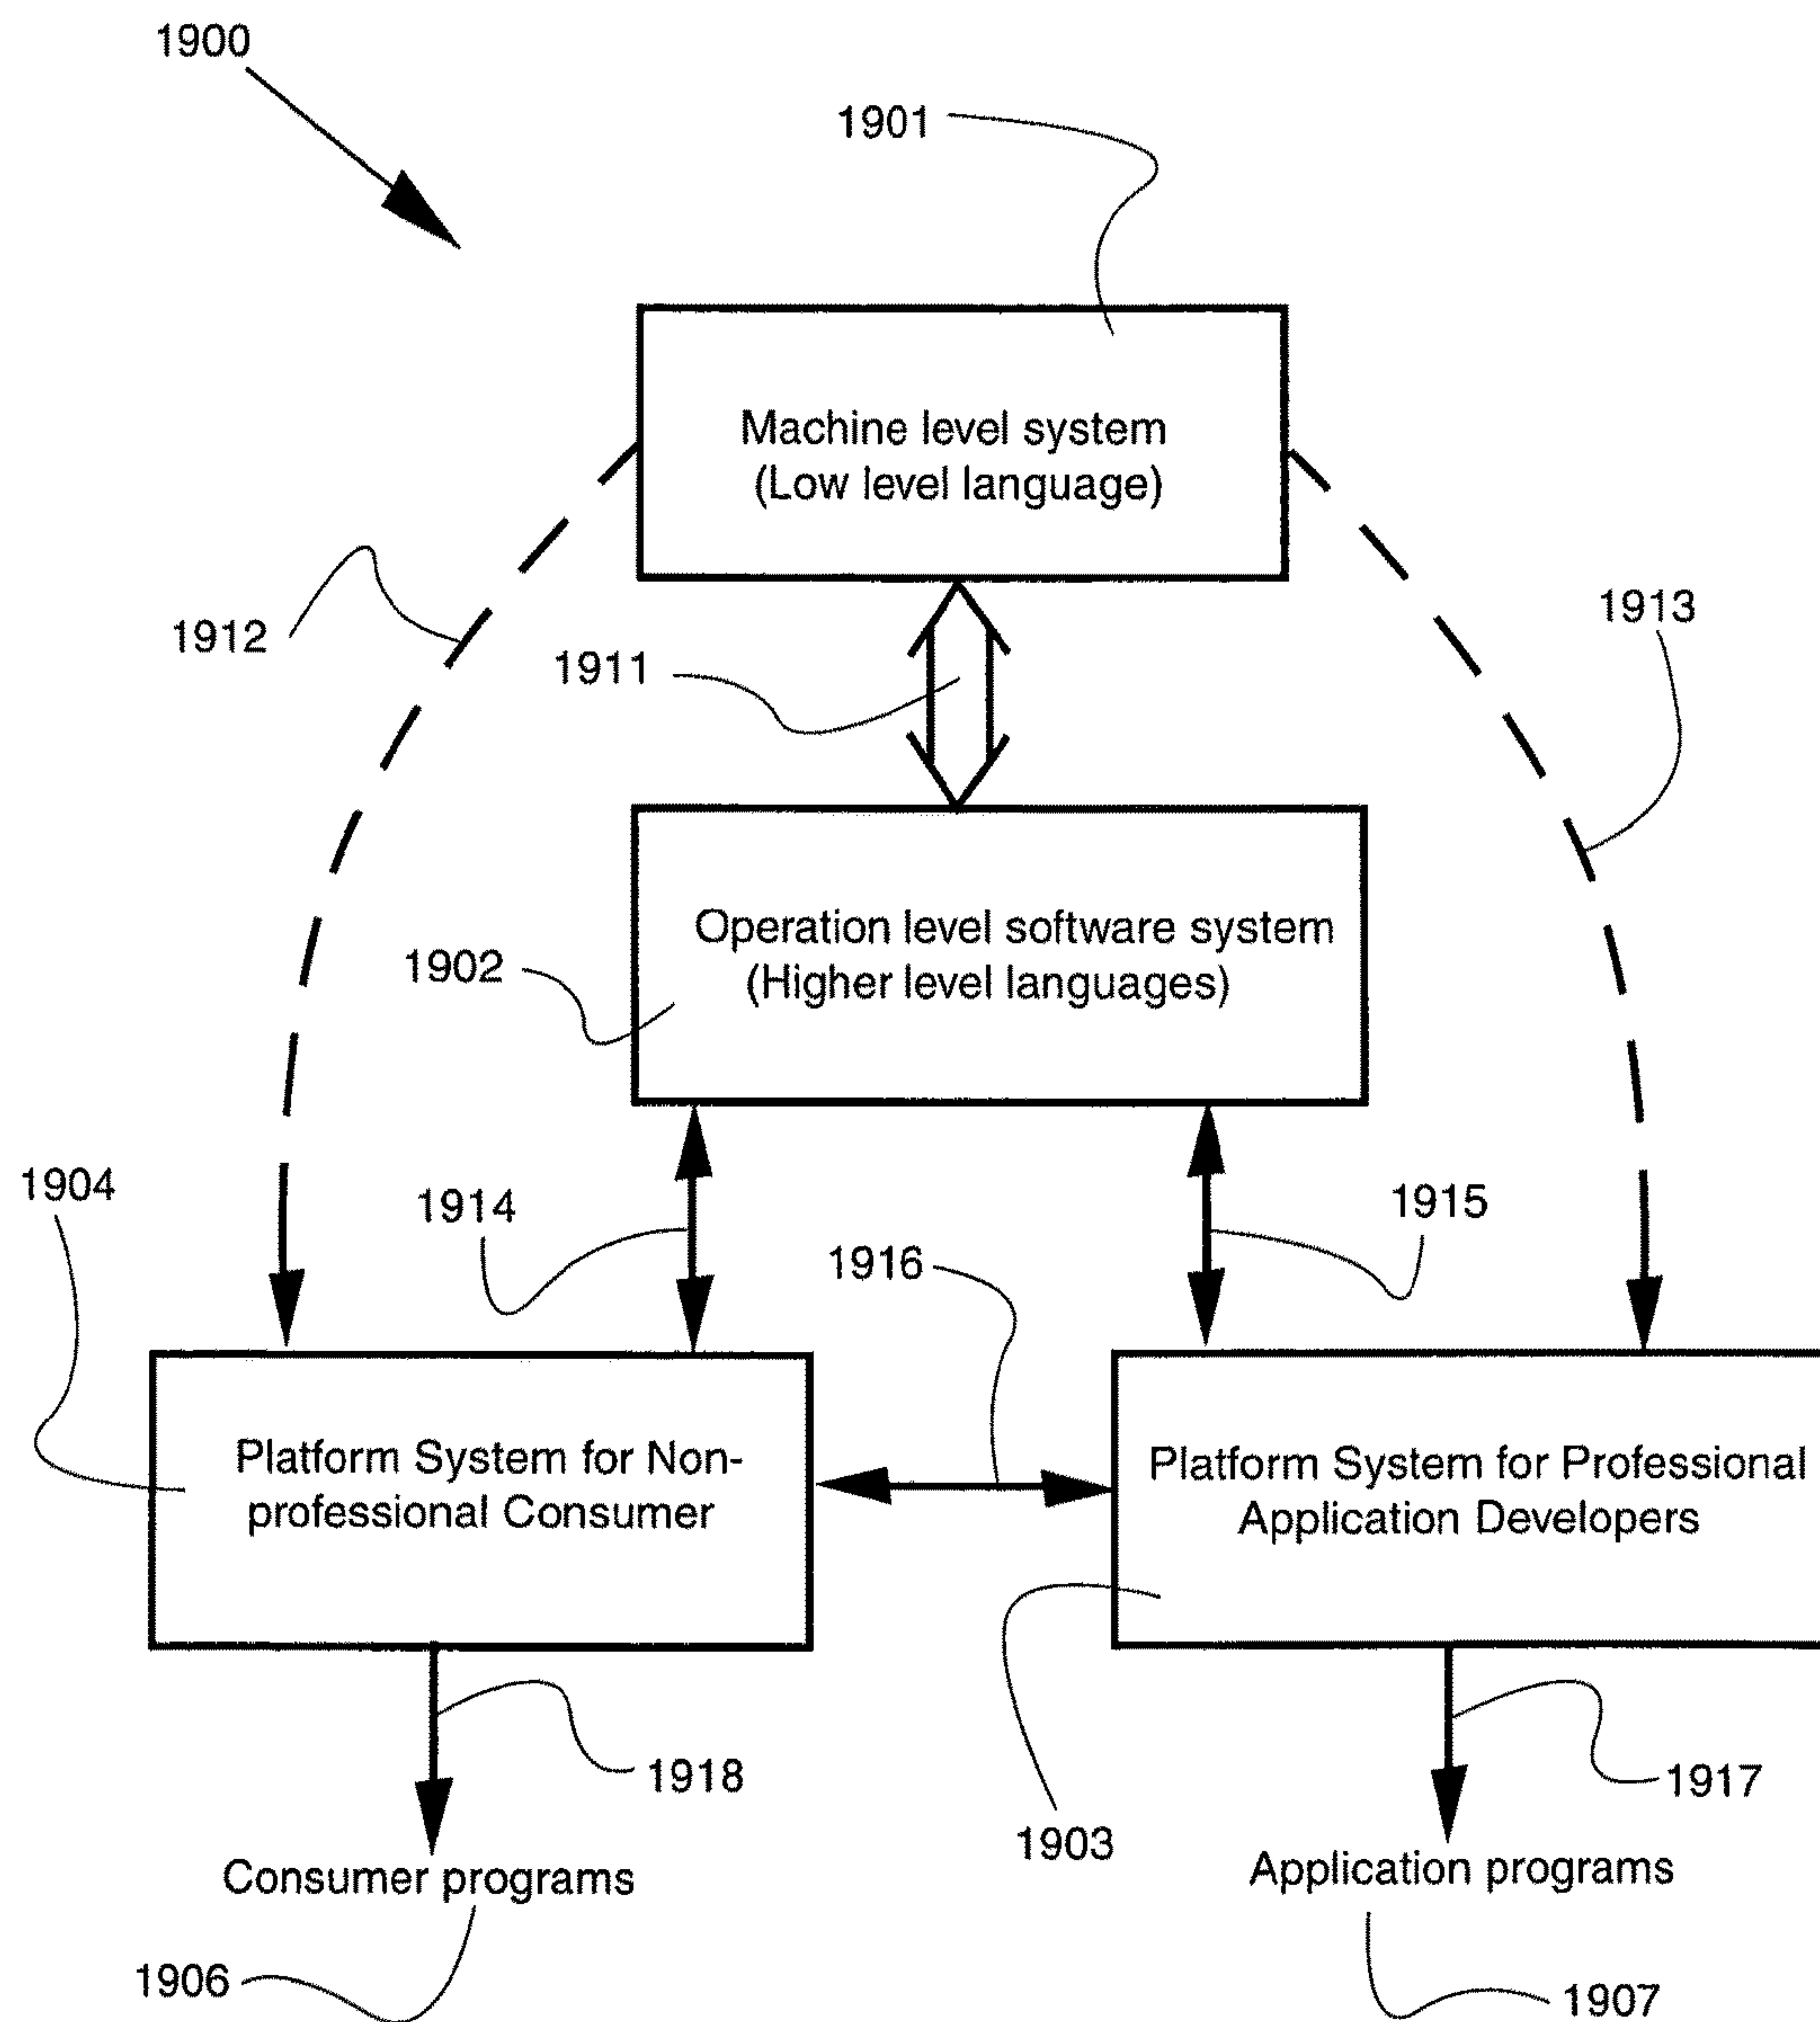 1900
1901
Machine level system
(Low level language)
1912
1911
1913
Operation level software system
(Higher level languages)
1902
1904
1914
1915
1916
Platform System for Non-
professional Consumer
Platform System for Professional
Application Developers
1918
1917
1903
Consumer programs
Application programs
1906
1907